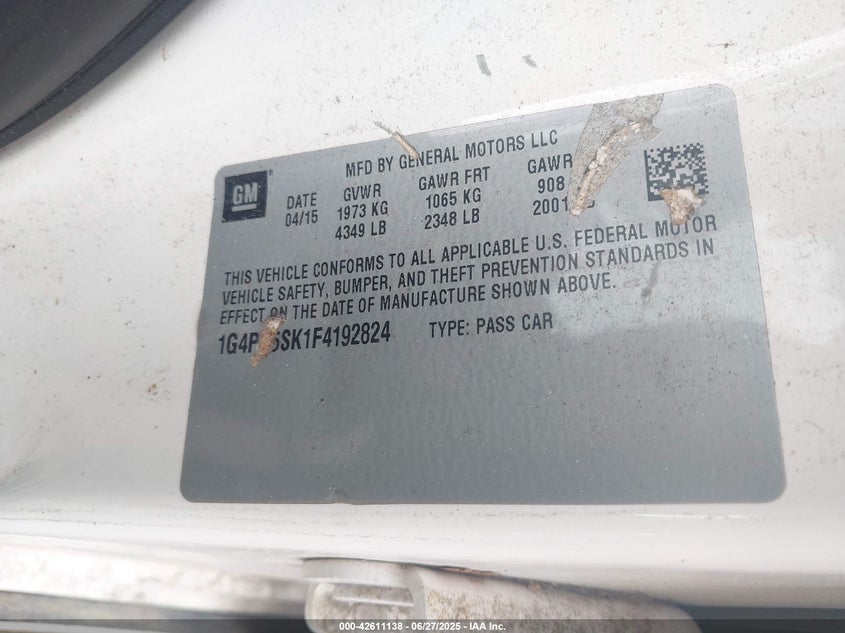 MFD BY GENERAL MOTORS LLC
GM
DATE GVWR GAWR FRT GAWR
04/15 1973 KG 1065 KG 908
4349 LB 2348 LB 2001
THIS VEHICLE CONFORMS TO ALL APPLICABLE U.S. FEDERAL MOTOR
VEHICLE SAFETY, BUMPER, AND THEFT PREVENTION STANDARDS IN
EFFECT ON THE DATE OF MANUFACTURE SHOWN ABOVE.
TYPE: PASS CAR
000-42611138 - 06/27/2025 - IAA Inc.